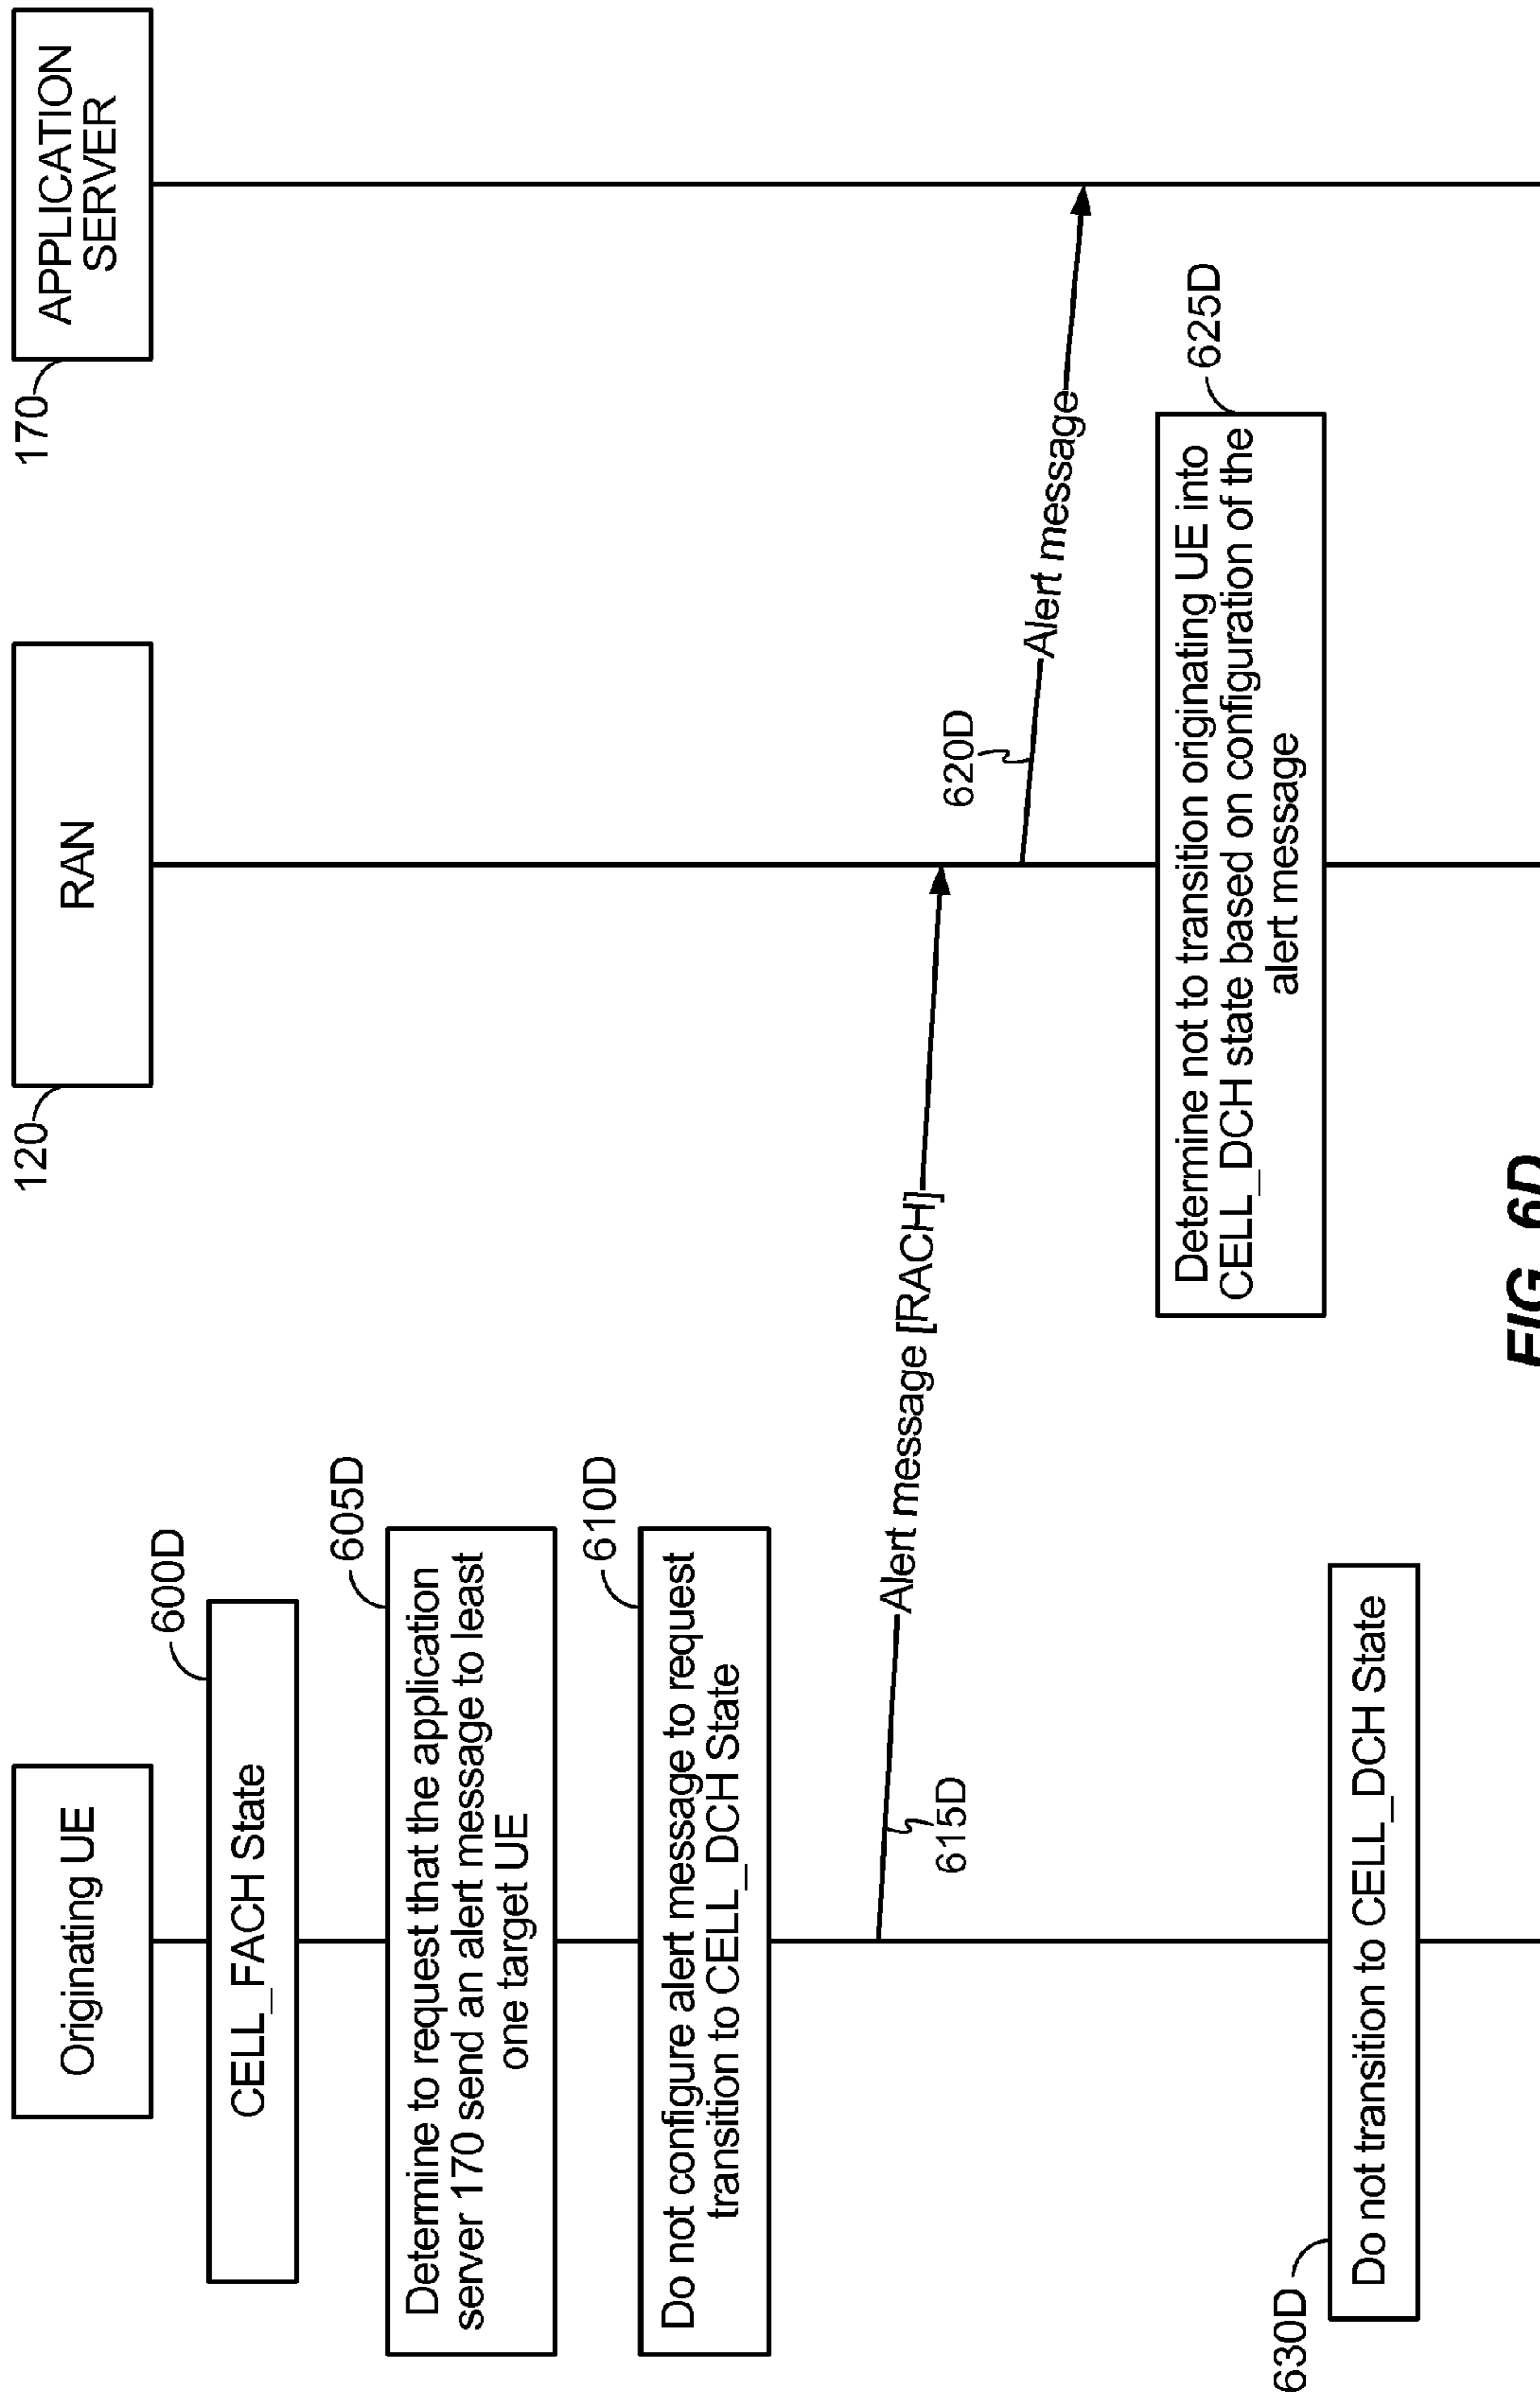 Originating UE
120
RAN
170
APPLICATION
SERVER
600D
CELL_FACH State
605D
Determine to request that the application
server 170 send an alert message to least
one target UE
610D
Do not configure alert message to request
transition to CELL_DCH State
615D
Alert message [RACH]
620D
Alert message
625D
Determine not to transition originating UE into
CELL_DCH state based on configuration of the
alert message
630D
Do not transition to CELL_DCH State
FIG. 6D